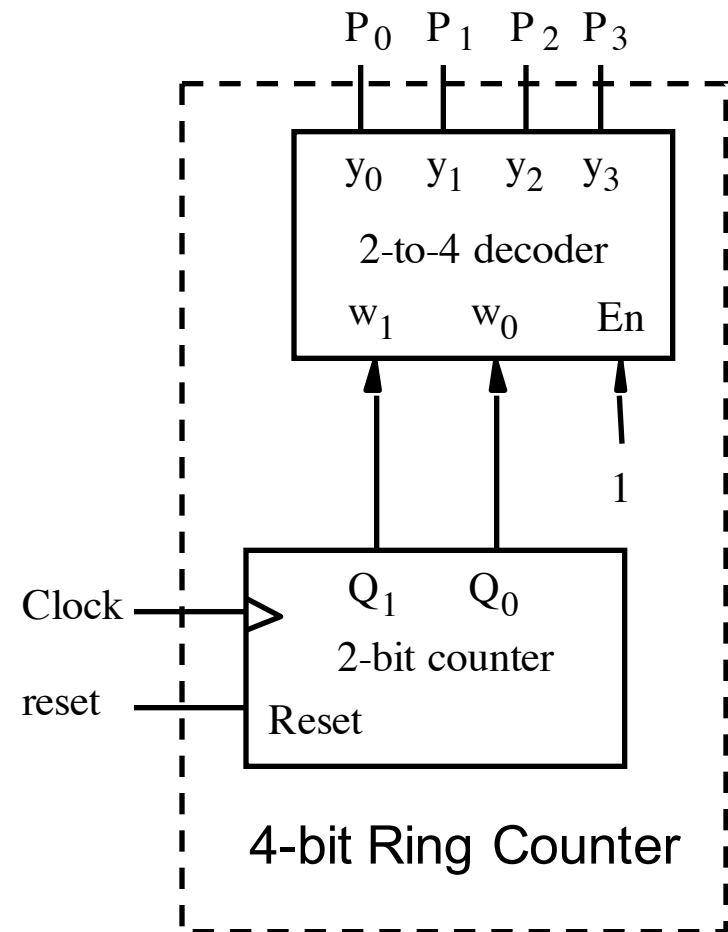 P0 P1 P2 P3
y0 y1 y2 y3
2-to-4 decoder
w1 w0 En
1
Clock
Q1 Q0
2-bit counter
reset
Reset
4-bit Ring Counter